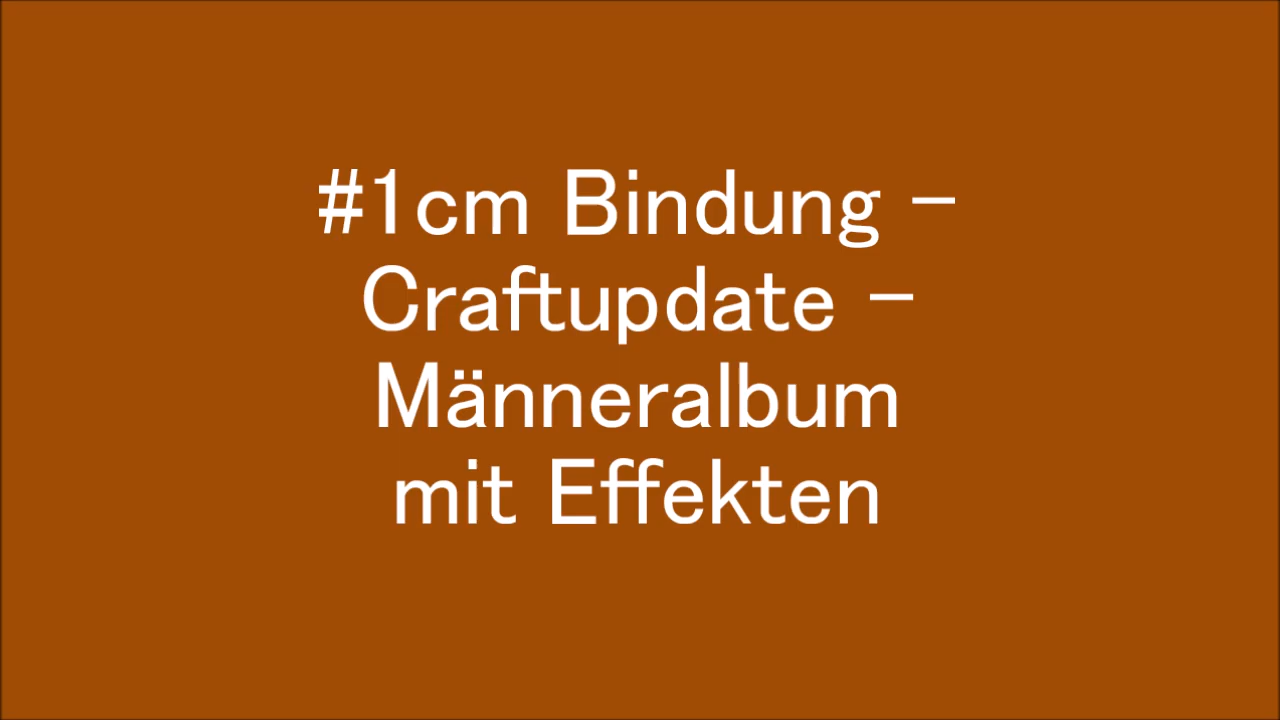 #1cm Bindung –
Craftupdate –
Männeralbum
mit Effekten